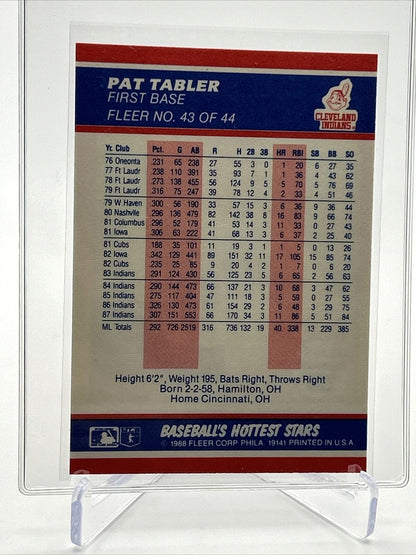 PAT TABLER
FIRST BASE
FLEER NO. 43 OF 44
CLEVELAND
INDIANS
Yr. Club Pct. G AB R H 2B 3B HR RBI SB BB SO
76 Oneonta .231 65 238 27 55 3 0 1 20 6 27 35
77 Ft Laudr .238 110 391 35 93 7 1 1 36 4 43 62
78 Ft Laudr .273 138 455 56 124 9 5 5 70 5 76 69
79 Ft Laudr .316 75 247 39 78 12 2 2 33 4 51 46
79 W Haven .300 56 190 33 57 15 3 6 36 9 36 44
80 Nashvlle .296 136 479 82 142 38 8 16 83 9 66 74
81 Columbus .296 52 179 41 53 14 3 11 33 0 27 43
81 Iowa .306 63 222 41 68 13 3 6 37 2 25 40
81 Cubs .188 35 101 11 19 3 1 1 5 0 13 26
82 Iowa .342 129 441 89 151 32 11 17 105 15 85 74
82 Cubs .235 25 85 9 20 4 2 1 7 0 6 20
83 Indians .291 124 430 56 125 23 5 6 65 2 56 63
84 Indians .290 144 473 66 137 21 3 10 68 3 47 62
85 Indians .275 117 404 47 111 18 3 5 59 0 27 55
86 Indians .326 130 473 61 154 29 2 6 48 3 29 75
87 Indians .307 151 553 66 170 34 3 11 86 5 51 84
ML Totals .292 726 2519 316 736 132 19 40 338 13 229 385
Height 6'2", Weight 195, Bats Right, Throws Right
Born 2-2-58, Hamilton, OH
Home Cincinnati, OH
BASEBALL'S HOTTEST STARS
© 1988 FLEER CORP PHILA 19141 PRINTED IN U.S.A